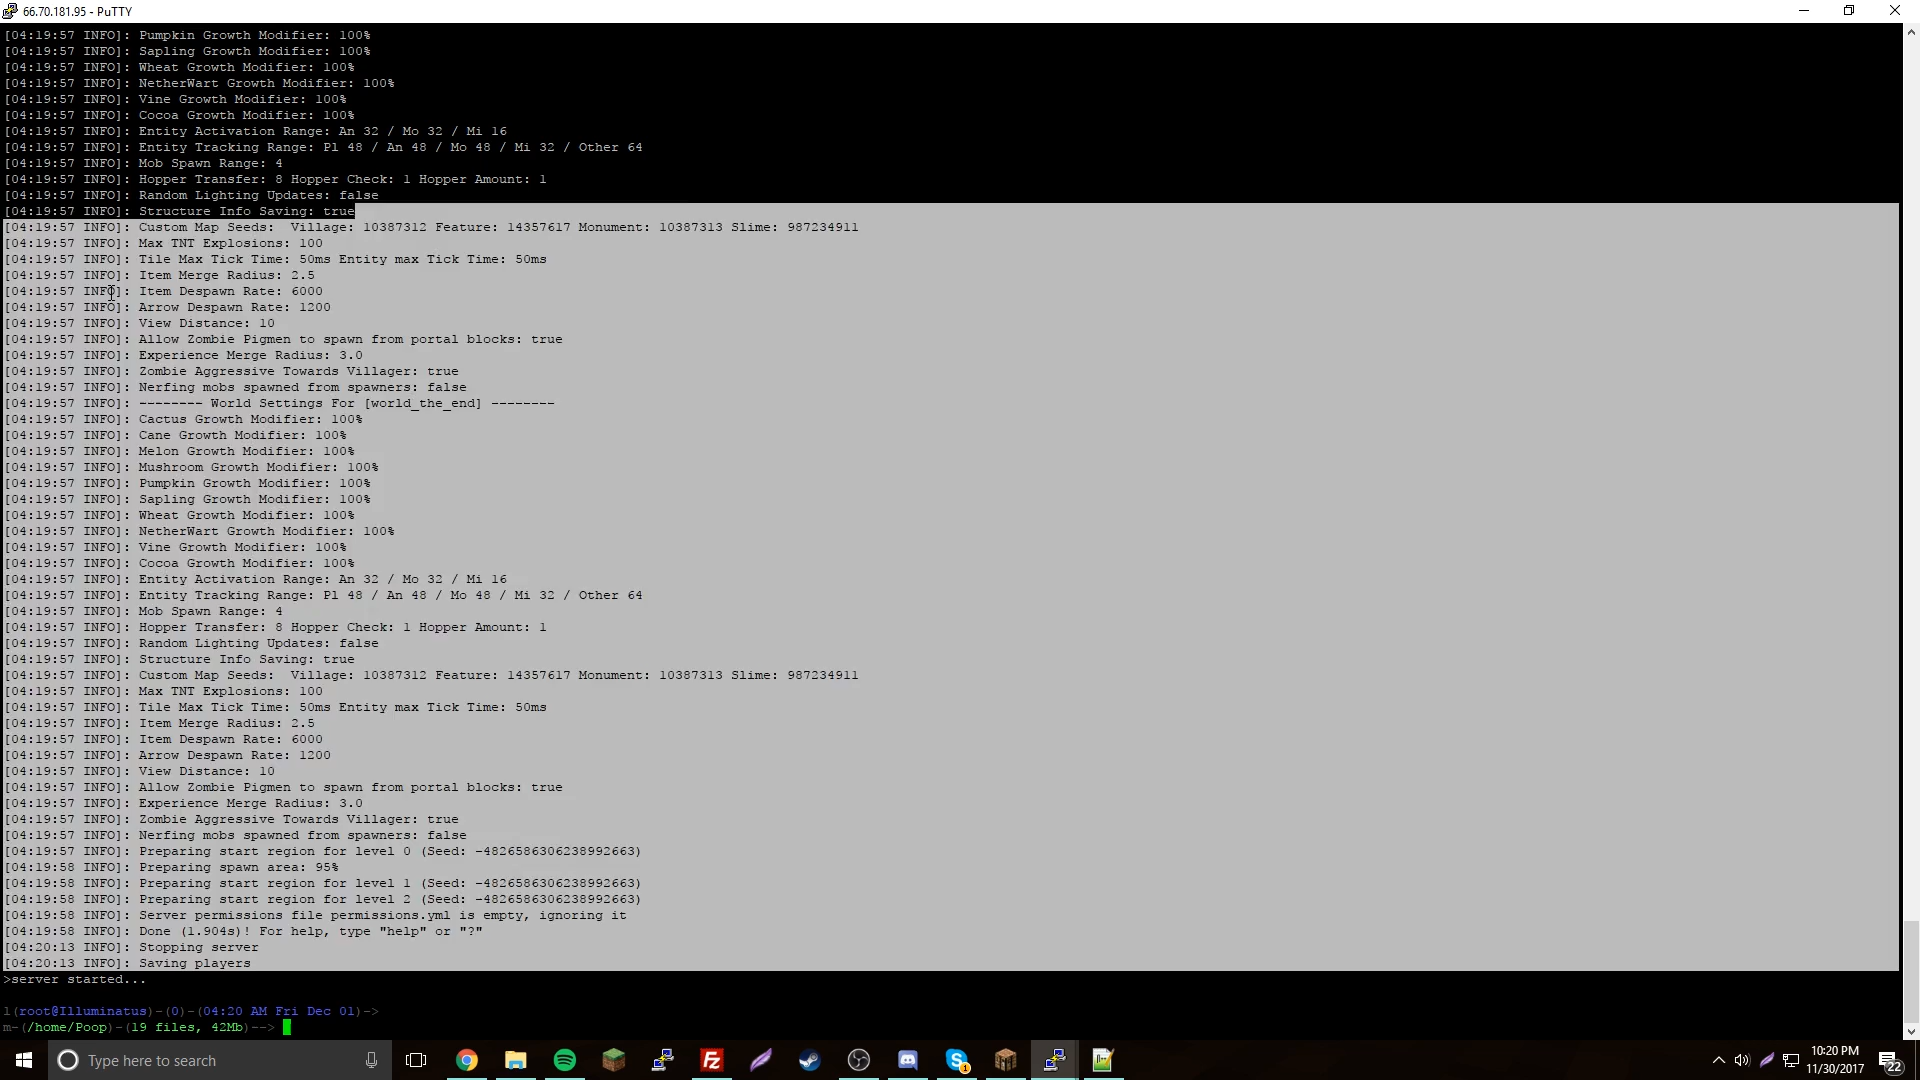 66.70.181.95 - PuTTY
[04:19:57 INFO]: Pumpkin Growth Modifier: 100%
[04:19:57 INFO]: Sapling Growth Modifier: 100%
[04:19:57 INFO]: Wheat Growth Modifier: 100%
[04:19:57 INFO]: NetherWart Growth Modifier: 100%
[04:19:57 INFO]: Vine Growth Modifier: 100%
[04:19:57 INFO]: Cocoa Growth Modifier: 100%
[04:19:57 INFO]: Entity Activation Range: An 32 / Mo 32 / Mi 16
[04:19:57 INFO]: Entity Tracking Range: Pl 48 / An 48 / Mo 48 / Mi 32 / Other 64
[04:19:57 INFO]: Mob Spawn Range: 4
[04:19:57 INFO]: Hopper Transfer: 8 Hopper Check: 1 Hopper Amount: 1
[04:19:57 INFO]: Random Lighting Updates: false
[04:19:57 INFO]: Structure Info Saving: true
[04:19:57 INFO]: Custom Map Seeds:  Village: 10387312 Feature: 14357617 Monument: 10387313 Slime: 987234911
[04:19:57 INFO]: Max TNT Explosions: 100
[04:19:57 INFO]: Tile Max Tick Time: 50ms Entity max Tick Time: 50ms
[04:19:57 INFO]: Item Merge Radius: 2.5
[04:19:57 INFO]: Item Despawn Rate: 6000
[04:19:57 INFO]: Arrow Despawn Rate: 1200
[04:19:57 INFO]: View Distance: 10
[04:19:57 INFO]: Allow Zombie Pigmen to spawn from portal blocks: true
[04:19:57 INFO]: Experience Merge Radius: 3.0
[04:19:57 INFO]: Zombie Aggressive Towards Villager: true
[04:19:57 INFO]: Nerfing mobs spawned from spawners: false
[04:19:57 INFO]: -------- World Settings For [world_the_end] --------
[04:19:57 INFO]: Cactus Growth Modifier: 100%
[04:19:57 INFO]: Cane Growth Modifier: 100%
[04:19:57 INFO]: Melon Growth Modifier: 100%
[04:19:57 INFO]: Mushroom Growth Modifier: 100%
[04:19:57 INFO]: Pumpkin Growth Modifier: 100%
[04:19:57 INFO]: Sapling Growth Modifier: 100%
[04:19:57 INFO]: Wheat Growth Modifier: 100%
[04:19:57 INFO]: NetherWart Growth Modifier: 100%
[04:19:57 INFO]: Vine Growth Modifier: 100%
[04:19:57 INFO]: Cocoa Growth Modifier: 100%
[04:19:57 INFO]: Entity Activation Range: An 32 / Mo 32 / Mi 16
[04:19:57 INFO]: Entity Tracking Range: Pl 48 / An 48 / Mo 48 / Mi 32 / Other 64
[04:19:57 INFO]: Mob Spawn Range: 4
[04:19:57 INFO]: Hopper Transfer: 8 Hopper Check: 1 Hopper Amount: 1
[04:19:57 INFO]: Random Lighting Updates: false
[04:19:57 INFO]: Structure Info Saving: true
[04:19:57 INFO]: Custom Map Seeds:  Village: 10387312 Feature: 14357617 Monument: 10387313 Slime: 987234911
[04:19:57 INFO]: Max TNT Explosions: 100
[04:19:57 INFO]: Tile Max Tick Time: 50ms Entity max Tick Time: 50ms
[04:19:57 INFO]: Item Merge Radius: 2.5
[04:19:57 INFO]: Item Despawn Rate: 6000
[04:19:57 INFO]: Arrow Despawn Rate: 1200
[04:19:57 INFO]: View Distance: 10
[04:19:57 INFO]: Allow Zombie Pigmen to spawn from portal blocks: true
[04:19:57 INFO]: Experience Merge Radius: 3.0
[04:19:57 INFO]: Zombie Aggressive Towards Villager: true
[04:19:57 INFO]: Nerfing mobs spawned from spawners: false
[04:19:57 INFO]: Preparing start region for level 0 (Seed: -4826586306238992663)
[04:19:58 INFO]: Preparing spawn area: 95%
[04:19:58 INFO]: Preparing start region for level 1 (Seed: -4826586306238992663)
[04:19:58 INFO]: Preparing start region for level 2 (Seed: -4826586306238992663)
[04:19:58 INFO]: Server permissions file permissions.yml is empty, ignoring it
[04:19:58 INFO]: Done (1.904s)! For help, type "help" or "?"
[04:20:13 INFO]: Stopping server
[04:20:13 INFO]: Saving players
>server started...
l(root@Illuminatus)-(0)-(04:20 AM Fri Dec 01)->
m-(/home/Poop)-(19 files, 42Mb)-->
Type here to search
10:20 PM
11/30/2017
22